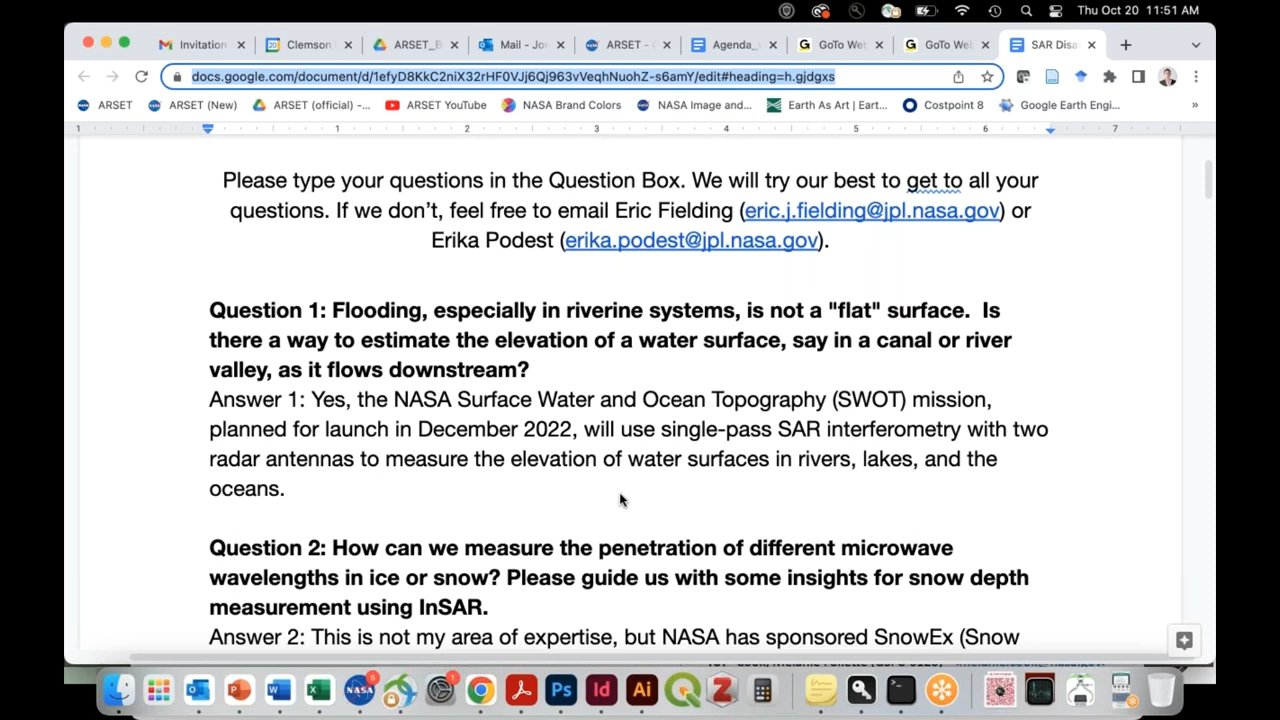 Thu Oct 20 11:51 AM
Invitation
Clemson
ARSET_B
Mail - Jo
ARSET -
Agenda_
GoTo Web
GoTo Web
SAR Disa
docs.google.com/document/d/1efyD8KkC2niX32rHF0VJj6Qj963vVeqhNuohZ-s6amY/edit#heading=h.gjdgxs
ARSET
ARSET (New)
ARSET (official) -...
ARSET YouTube
NASA Brand Colors
NASA Image and...
Earth As Art | Eart...
Costpoint 8
Google Earth Engi...
»
1 1 2 3 4 5 6 7
Please type your questions in the Question Box. We will try our best to get to all your
questions. If we don’t, feel free to email Eric Fielding (eric.j.fielding@jpl.nasa.gov) or
Erika Podest (erika.podest@jpl.nasa.gov).
Question 1: Flooding, especially in riverine systems, is not a "flat" surface. Is
there a way to estimate the elevation of a water surface, say in a canal or river
valley, as it flows downstream?
Answer 1: Yes, the NASA Surface Water and Ocean Topography (SWOT) mission,
planned for launch in December 2022, will use single-pass SAR interferometry with two
radar antennas to measure the elevation of water surfaces in rivers, lakes, and the
oceans.
Question 2: How can we measure the penetration of different microwave
wavelengths in ice or snow? Please guide us with some insights for snow depth
measurement using InSAR.
Answer 2: This is not my area of expertise, but NASA has sponsored SnowEx (Snow